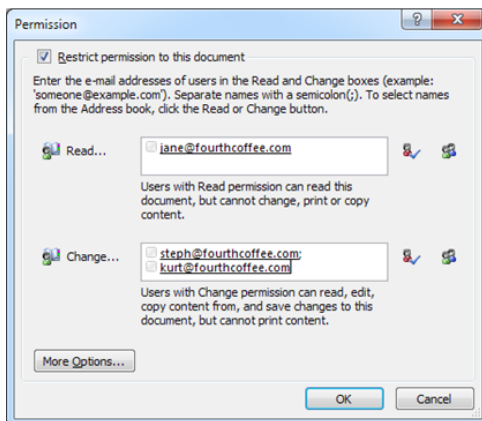 Permission
Restrict permission to this document
Enter the e-mail addresses of users in the Read and Change boxes (example:
'someone@example.com'). Separate names with a semicolon(;). To select names
from the Address book, click the Read or Change button.
Read...
jane@fourthcoffee.com
Users with Read permission can read this
document, but cannot change, print or copy
content.
Change...
steph@fourthcoffee.com;
kurt@fourthcoffee.com
Users with Change permission can read, edit,
copy content from, and save changes to this
document, but cannot print content.
More Options...
OK
Cancel